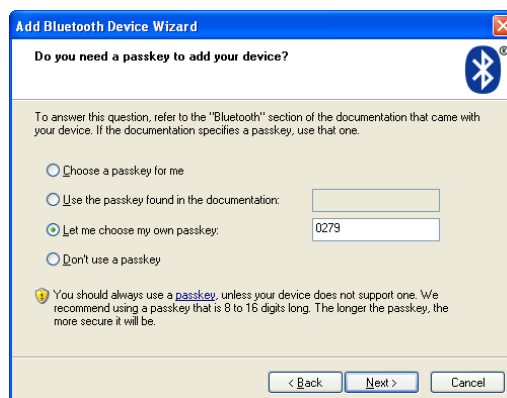 Add Bluetooth Device Wizard
Do you need a passkey to add your device?
To answer this question, refer to the "Bluetooth" section of the documentation that came with
your device. If the documentation specifies a passkey, use that one.
Choose a passkey for me
Use the passkey found in the documentation:
Let me choose my own passkey: 0279
Don't use a passkey
You should always use a passkey, unless your device does not support one. We
recommend using a passkey that is 8 to 16 digits long. The longer the passkey, the
more secure it will be.
< Back Next > Cancel